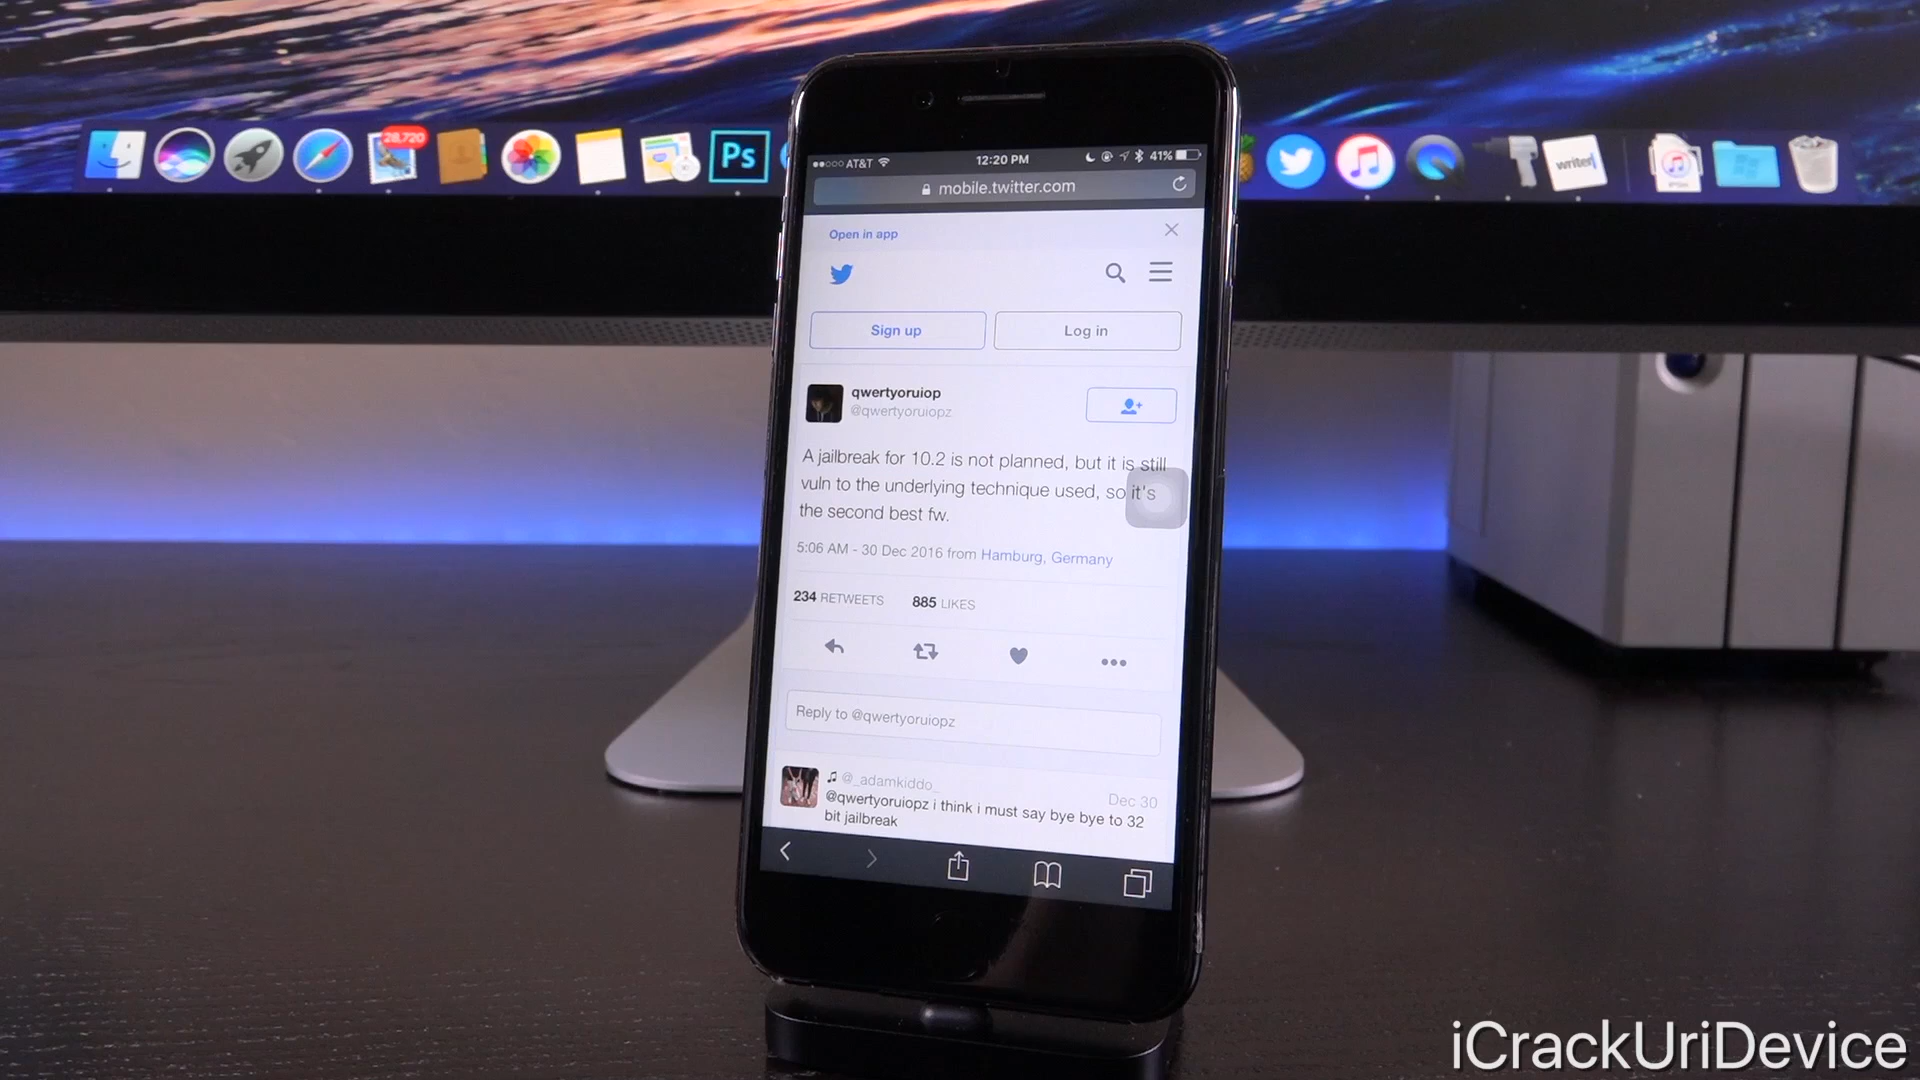 28,720
Ps
writer
AT&T
12:20 PM
41%
mobile.twitter.com
Open in app
Sign up
Log in
qwertyoruiop
@qwertyoruiopz
A jailbreak for 10.2 is not planned, but it is still
vuln to the underlying technique used, so it's
the second best fw.
5:06 AM - 30 Dec 2016 from Hamburg, Germany
234 RETWEETS 885 LIKES
Reply to @qwertyoruiopz
@_adamkiddo_
Dec 30
@qwertyoruiopz i think i must say bye bye to 32
bit jailbreak
iCrackUriDevice